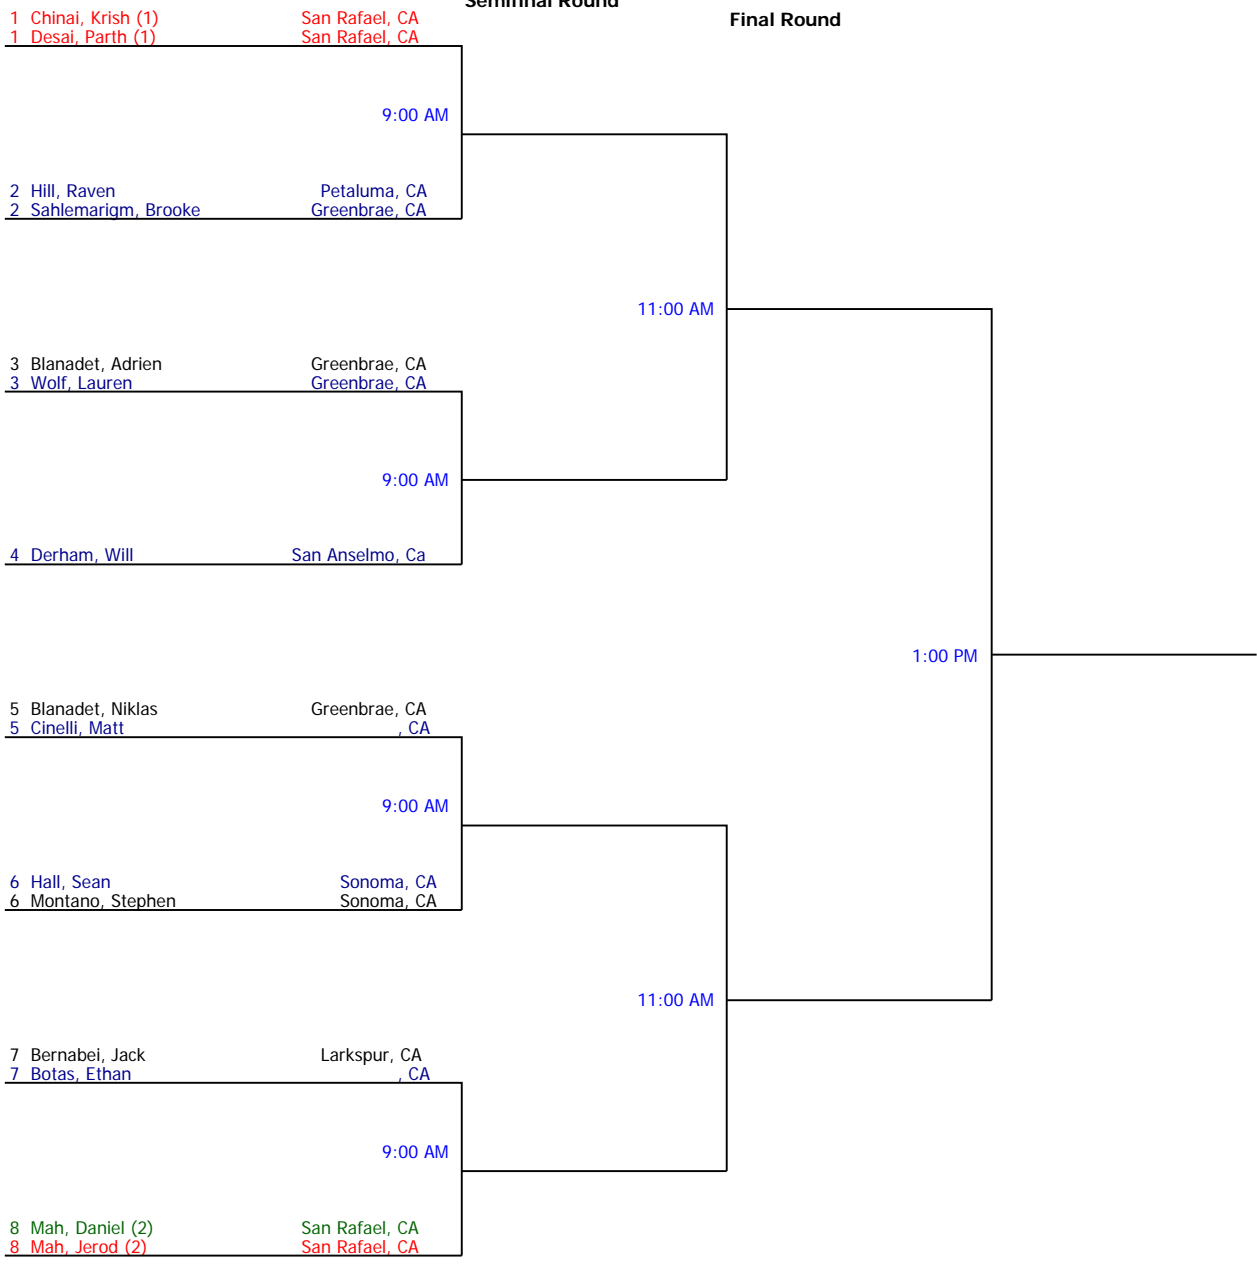 Semifinal Round
Final Round
1 Chinai, Krish (1) San Rafael, CA
1 Desai, Parth (1) San Rafael, CA
9:00 AM
2 Hill, Raven Petaluma, CA
2 Sahlemarigm, Brooke Greenbrae, CA
11:00 AM
3 Blanadet, Adrien Greenbrae, CA
3 Wolf, Lauren Greenbrae, CA
9:00 AM
4 Derham, Will San Anselmo, Ca
1:00 PM
5 Blanadet, Niklas Greenbrae, CA
5 Cinelli, Matt , CA
9:00 AM
6 Hall, Sean Sonoma, CA
6 Montano, Stephen Sonoma, CA
11:00 AM
7 Bernabei, Jack Larkspur, CA
7 Botas, Ethan , CA
9:00 AM
8 Mah, Daniel (2) San Rafael, CA
8 Mah, Jerod (2) San Rafael, CA